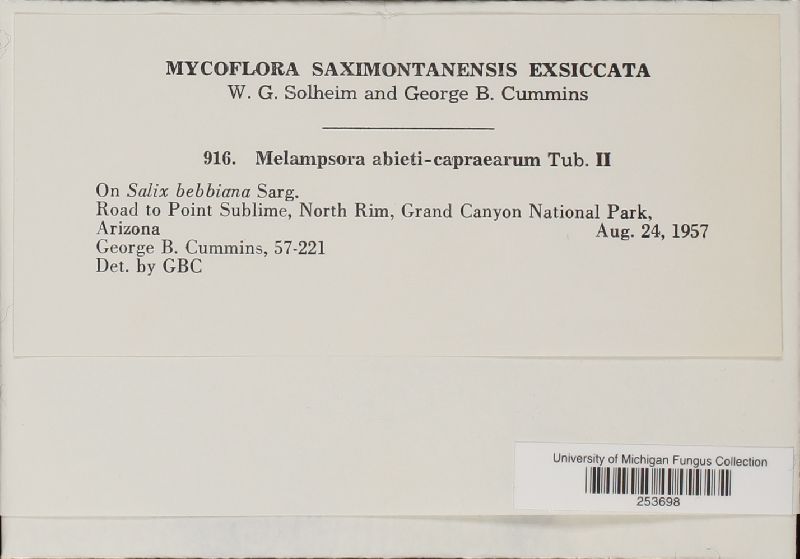 MYCOFLORA SAXIMONTANENSIS EXSICCATA
W. G. Solheim and George B. Cummins
916. Melampsora abieti-capraearum Tub. II
On Salix bebbiana Sarg.
Road to Point Sublime, North Rim, Grand Canyon National Park,
Arizona Aug. 24, 1957
George B. Cummins, 57-221
Det. by GBC
University of Michigan Fungus Collection
253698